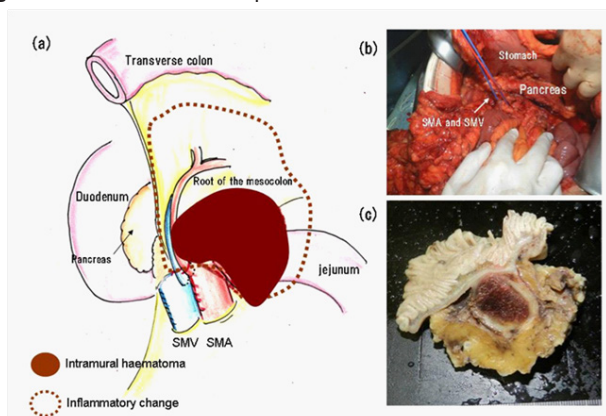 (a)
Transverse colon
Root of the mesocolon
Duodenum
Pancreas
jejunum
SMV SMA
Intramural haematoma
Inflammatory change
(b)
Stomach
Pancreas
SMA and SMV
(c)